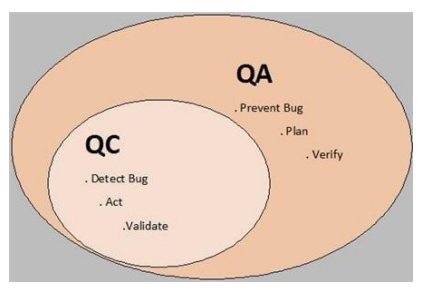 QA
. Prevent Bug
. Plan
. Verify
QC
. Detect Bug
. Act
.Validate